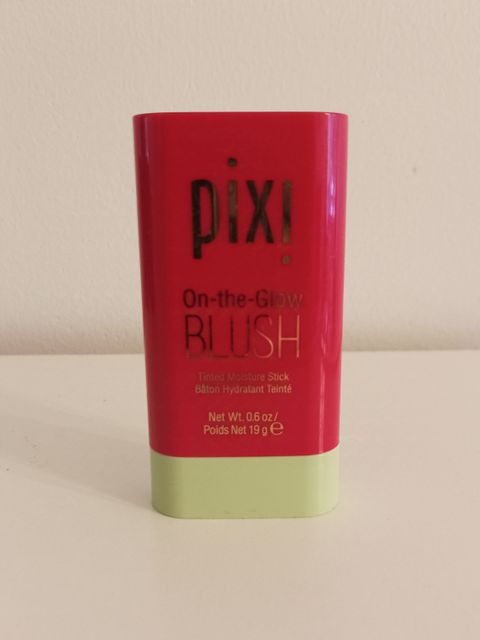 pixi
On-the-Glow
BLUSH
Tinted Moisture Stick
Bâton Hydratant Teinté
Net Wt. 0.6 oz/
Poids Net 19 g ℮